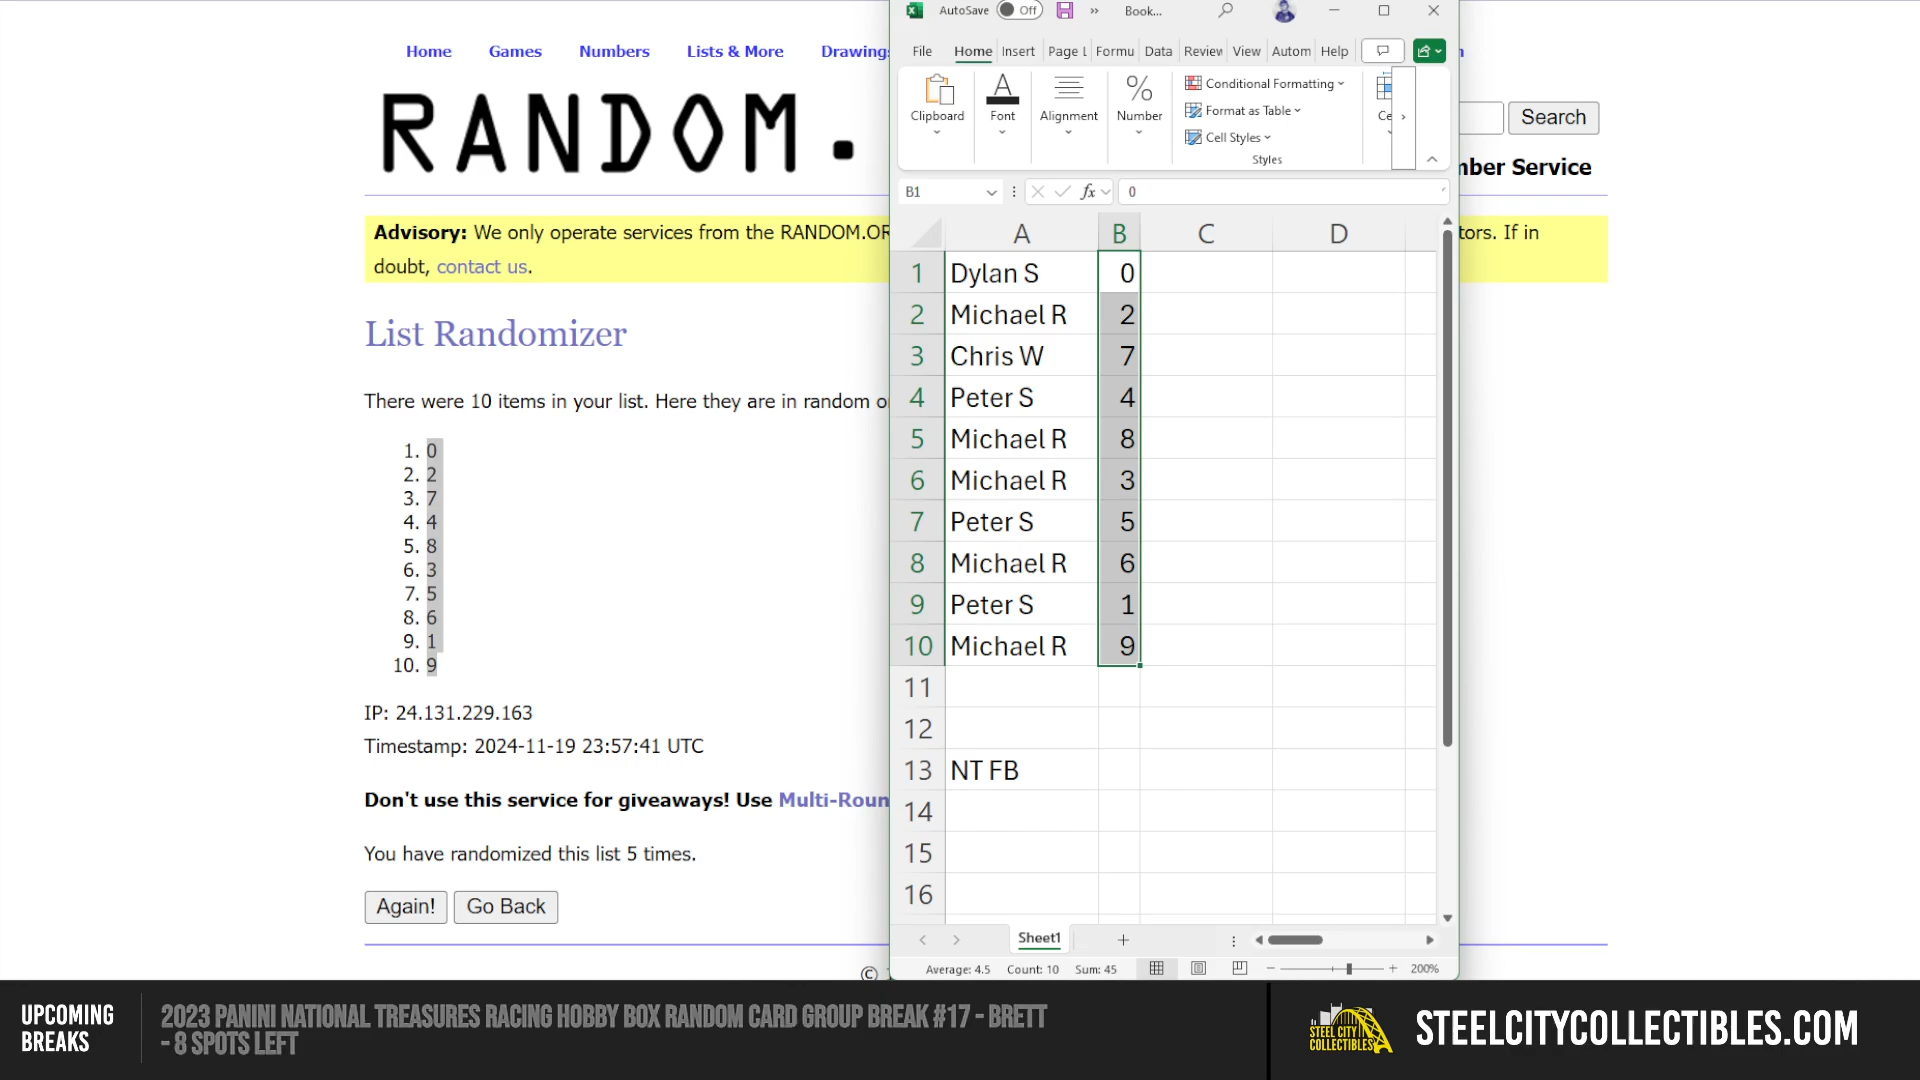 Home Games Numbers Lists & More Drawings
RANDOM.
Search
Advisory: We only operate services from the RANDOM.OR
tors. If in
doubt, contact us.
List Randomizer
There were 10 items in your list. Here they are in random
1. 0
2. 2
3. 7
4. 4
5. 8
6. 3
7. 5
8. 6
9. 1
10. 9
IP: 24.131.229.163
Timestamp: 2024-11-19 23:57:41 UTC
Don't use this service for giveaways! Use Multi-Roun
You have randomized this list 5 times.
Again! Go Back
©
AutoSave Off » Book...
File Home Insert Page L Formu Data Review View Autom Help
Clipboard Font Alignment Number
Conditional Formatting
Format as Table
Cell Styles
Styles
Ce
mber Service
B1 fx 0
A B C D
1 Dylan S 0
2 Michael R 2
3 Chris W 7
4 Peter S 4
5 Michael R 8
6 Michael R 3
7 Peter S 5
8 Michael R 6
9 Peter S 1
10 Michael R 9
11
12
13 NT FB
14
15
16
Sheet1
Average: 4.5 Count: 10 Sum: 45 200%
UPCOMING
BREAKS
2023 PANINI NATIONAL TREASURES RACING HOBBY BOX RANDOM CARD GROUP BREAK #17 - BRETT
- 8 SPOTS LEFT
STEEL CITY
COLLECTIBLES
STEELCITYCOLLECTIBLES.COM